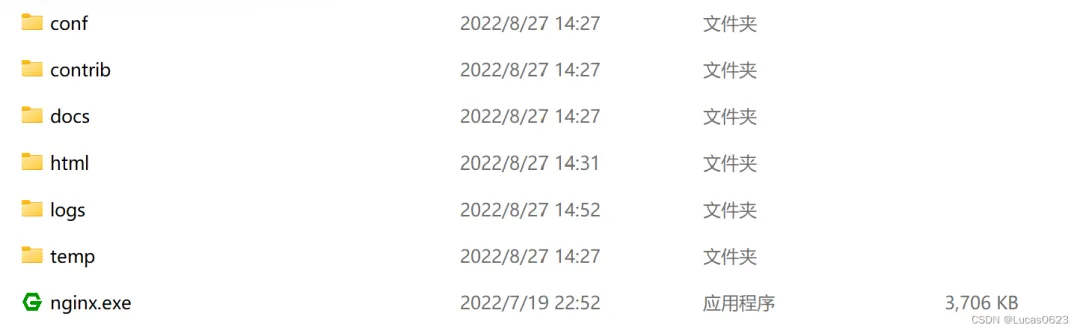 conf 2022/8/27 14:27 文件夹
contrib 2022/8/27 14:27 文件夹
docs 2022/8/27 14:27 文件夹
html 2022/8/27 14:31 文件夹
logs 2022/8/27 14:52 文件夹
temp 2022/8/27 14:27 文件夹
nginx.exe 2022/7/19 22:52 应用程序 3,706 KB
CSDN @Lucas0623